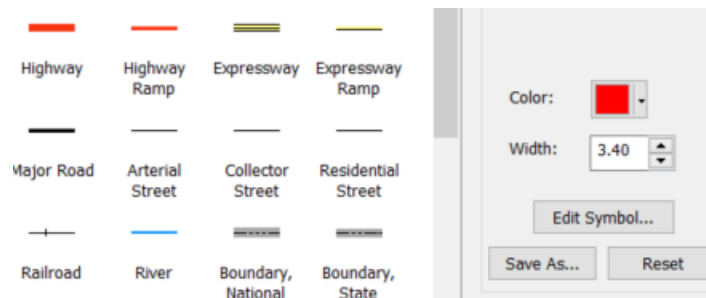 Highway
Highway
Ramp
Expressway
Expressway
Ramp
Major Road
Arterial
Street
Collector
Street
Residential
Street
Railroad
River
Boundary,
National
Boundary,
State
Color:
Width:
3.40
Edit Symbol...
Save As...
Reset